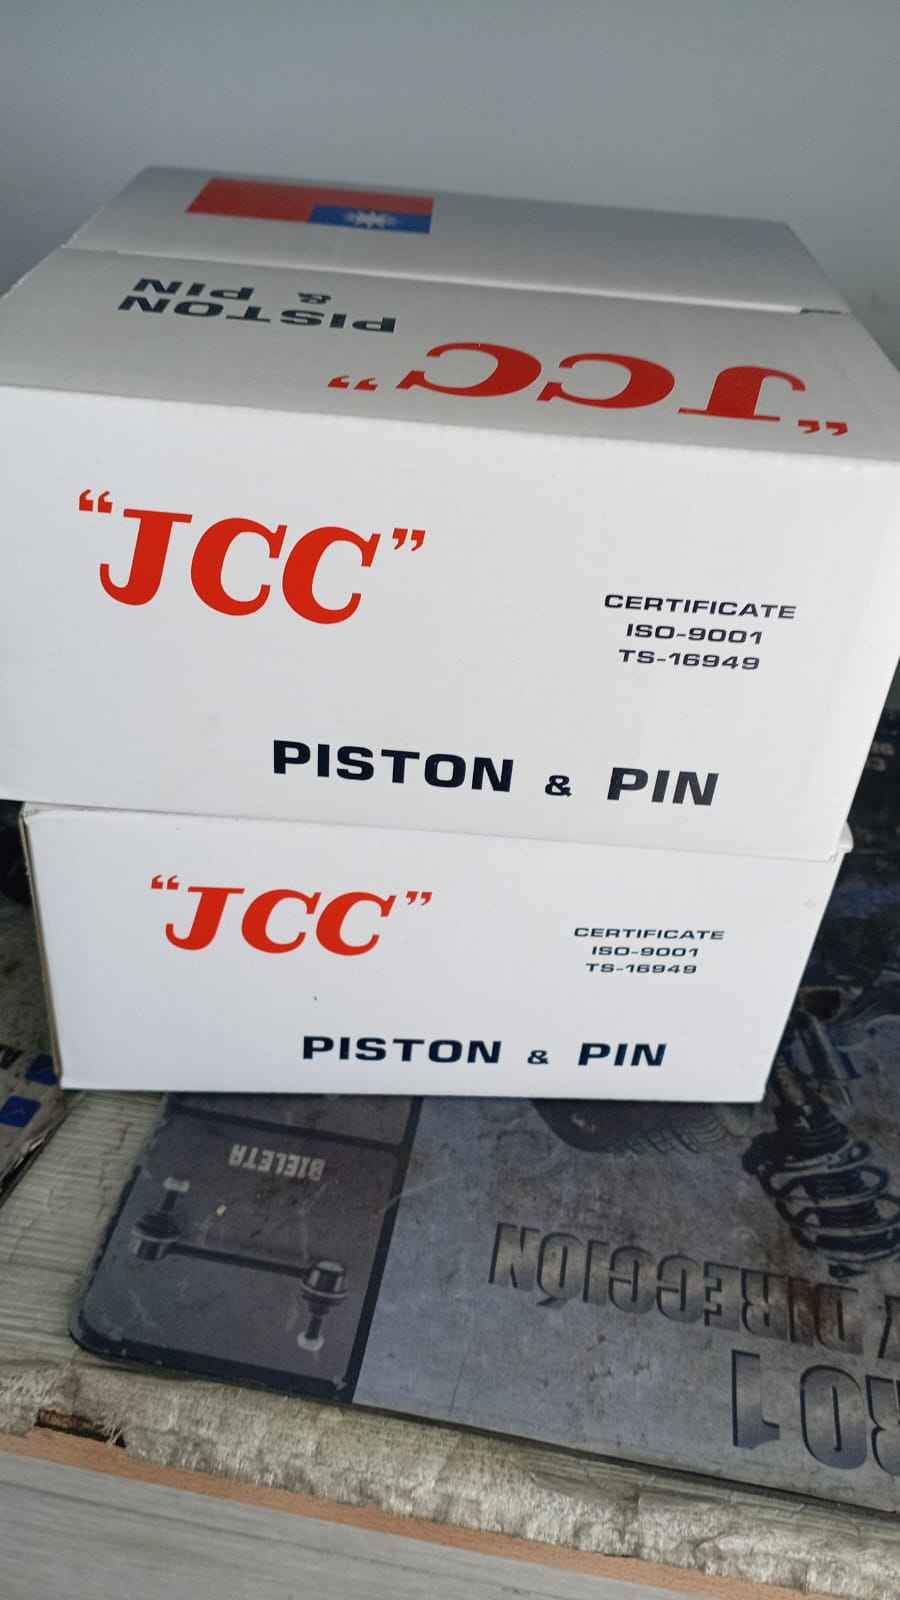 PISTON
& PIN
"JCC"
"JCC"
CERTIFICATE
ISO-9001
TS-16949
PISTON & PIN
"JCC"
CERTIFICATE
ISO-9001
TS-16949
PISTON & PIN
BIELETA
Y DIRECCIÓN
R01